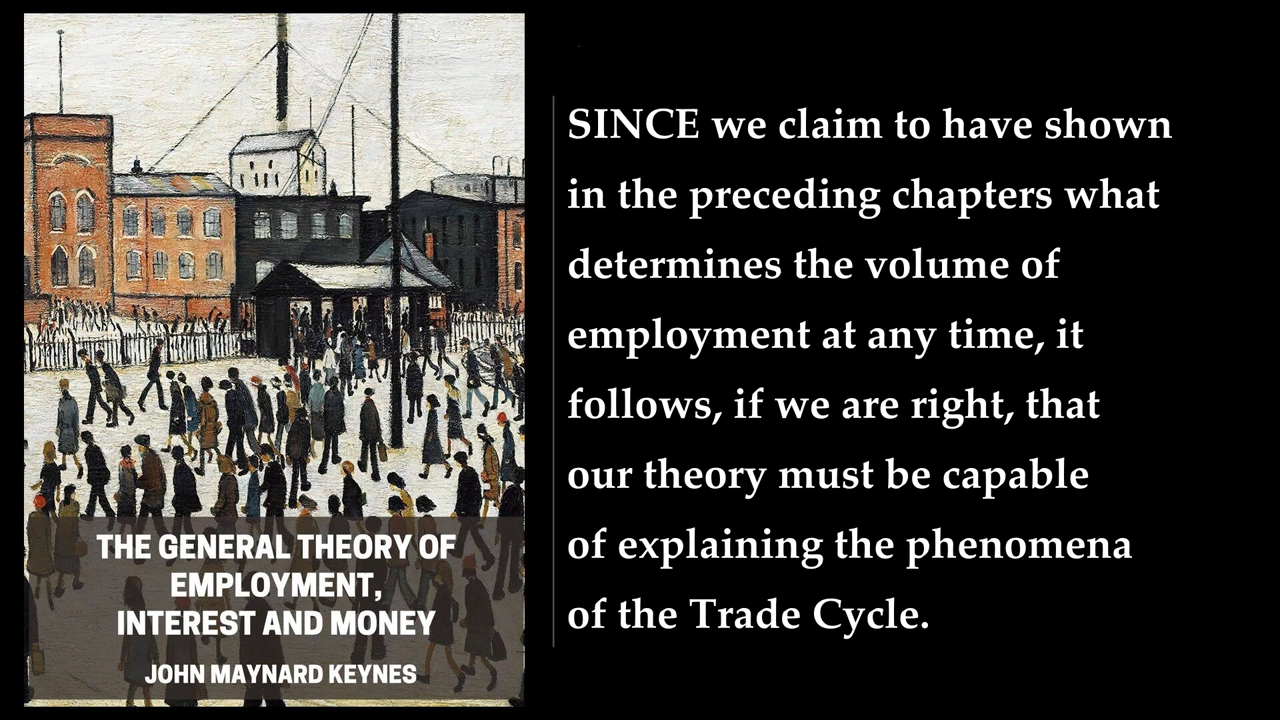 THE GENERAL THEORY OF
EMPLOYMENT,
INTEREST AND MONEY
JOHN MAYNARD KEYNES
SINCE we claim to have shown
in the preceding chapters what
determines the volume of
employment at any time, it
follows, if we are right, that
our theory must be capable
of explaining the phenomena
of the Trade Cycle.